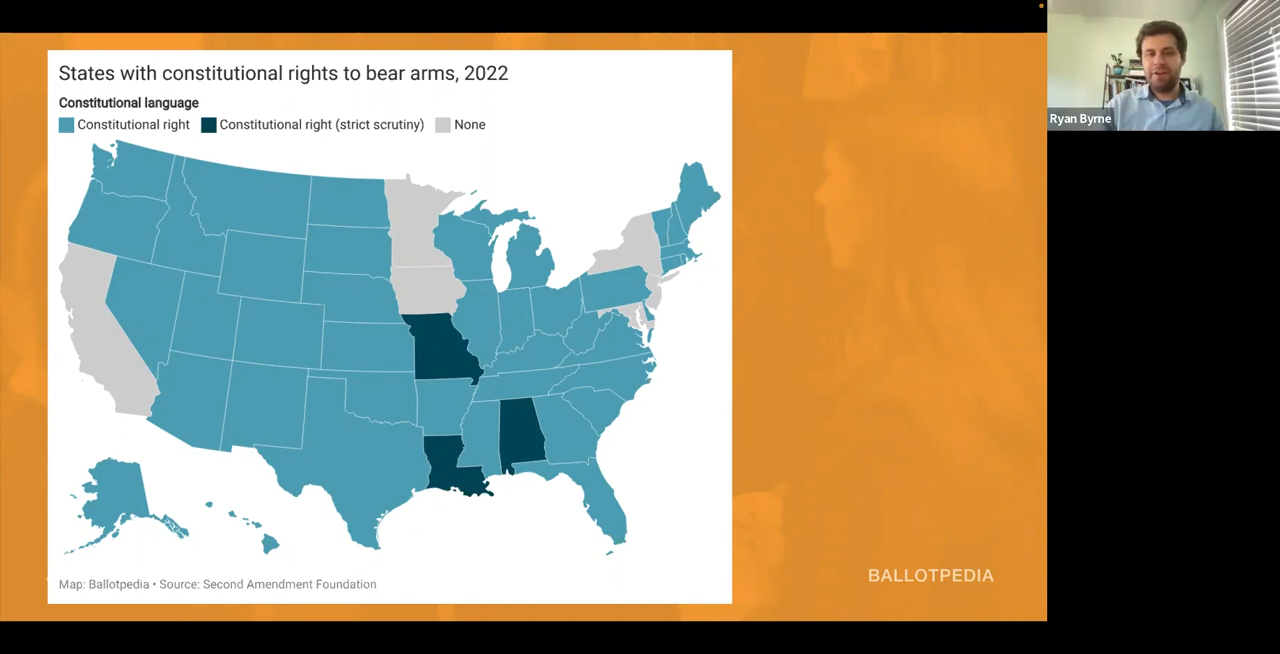 States with constitutional rights to bear arms, 2022
Constitutional language
Constitutional right Constitutional right (strict scrutiny) None
Map: Ballotpedia • Source: Second Amendment Foundation
BALLOTPEDIA
Ryan Byrne